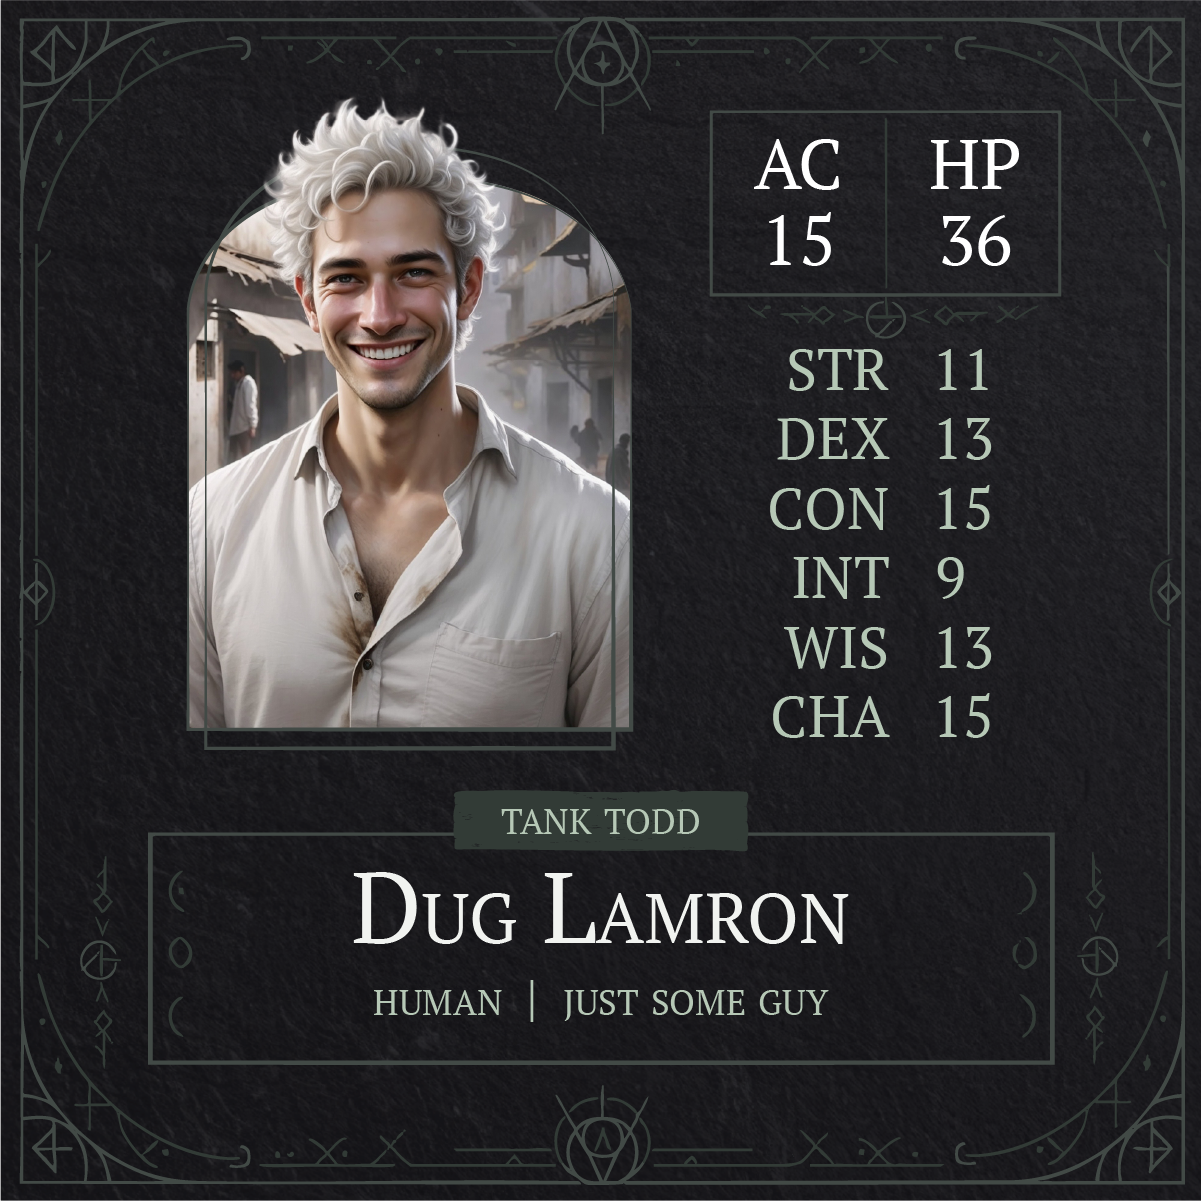 AC HP
15 36
STR 11
DEX 13
CON 15
INT 9
WIS 13
CHA 15
TANK TODD
DUG LAMRON
HUMAN | JUST SOME GUY